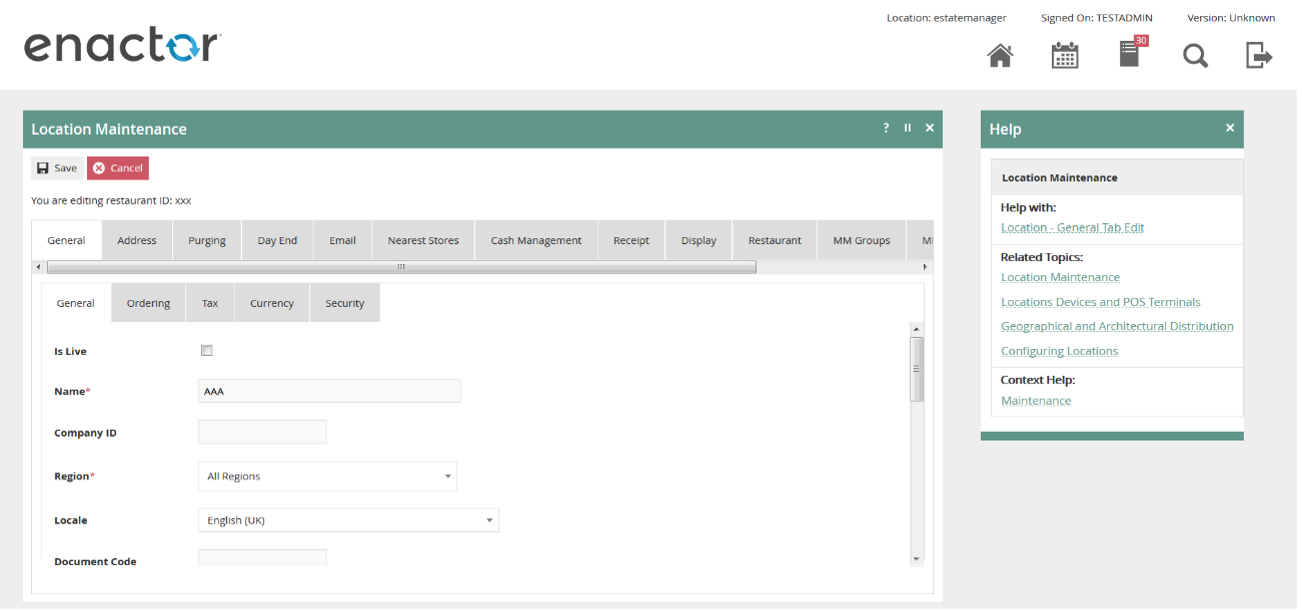 Location: estatemanager Signed On: TESTADMIN Version: Unknown
enactor
30
Location Maintenance ? II ×
Save Cancel
You are editing restaurant ID: xxx
General Address Purging Day End Email Nearest Stores Cash Management Receipt Display Restaurant MM Groups
General Ordering Tax Currency Security
Is Live
Name* AAA
Company ID
Region* All Regions
Locale English (UK)
Document Code
Help ×
Location Maintenance
Help with:
Location - General Tab Edit
Related Topics:
Location Maintenance
Locations Devices and POS Terminals
Geographical and Architectural Distribution
Configuring Locations
Context Help:
Maintenance